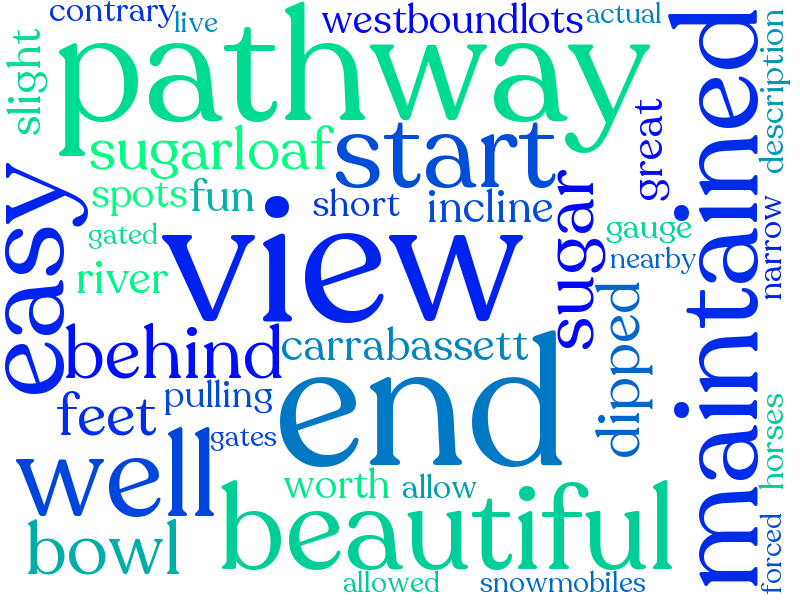 contrary
live
westboundlots
actual
slight
pathway
maintained
description
sugarloaf
start
great
spots
fun
short
incline
sugar
gauge
gated
view
nearby
narrow
easy
river
behind
carrabassett
dipped
feet
pulling
end
gates
well
worth
allow
horses
bowl
beautiful
forced
allowed
snowmobiles